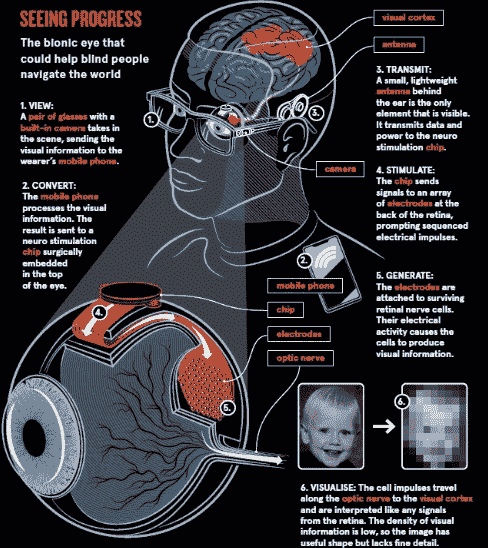 SEEING PROGRESS
The bionic eye that
could help blind people
navigate the world
1. VIEW:
A pair of glasses with a
built-in camera takes in
the scene, sending the
visual information to the
wearer's mobile phone.
2. CONVERT:
The mobile phone
processes the visual
information. The
result is sent to a
neuro stimulation
chip surgically
embedded
in the top
of the eye.
visual cortex
antenna
3. TRANSMIT:
A small, lightweight
antenna behind
the ear is the only
element that is visible.
It transmits data and
power to the neuro
stimulation chip.
1.
3.
camera
4. STIMULATE:
The chip sends
signals to an array
of electrodes at the
back of the retina,
prompting sequenced
electrical impulses.
2.
mobile phone
chip
electrodes
optic nerve
4.
5.
5. GENERATE:
The electrodes are
attached to surviving
retinal nerve cells.
Their electrical
activity causes the
cells to produce
visual information.
6.
6. VISUALISE: The cell impulses travel
along the optic nerve to the visual cortex
and are interpreted like any signals
from the retina. The density of visual
information is low, so the image has
useful shape but lacks fine detail.